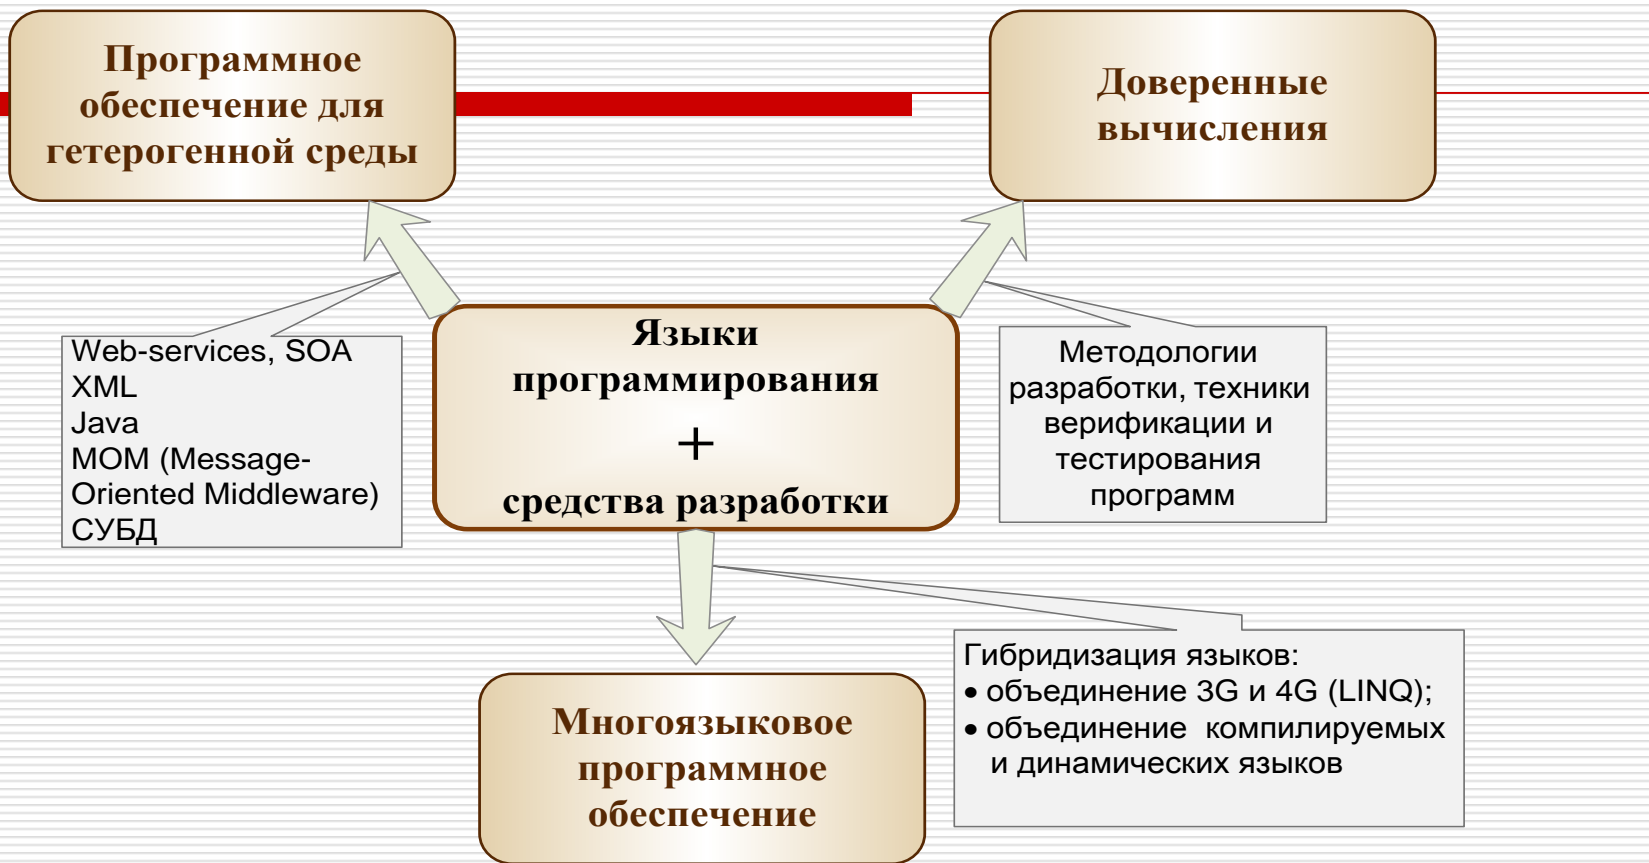 Программное
обеспечение для
гетерогенной среды
Доверенные
вычисления
Web-services, SOA
XML
Java
MOM (Message-
Oriented Middleware)
СУБД
Языки
программирования
+
средства разработки
Методологии
разработки, техники
верификации и
тестирования
программ
Многоязыковое
программное
обеспечение
Гибридизация языков:
• объединение 3G и 4G (LINQ);
• объединение компилируемых
и динамических языков